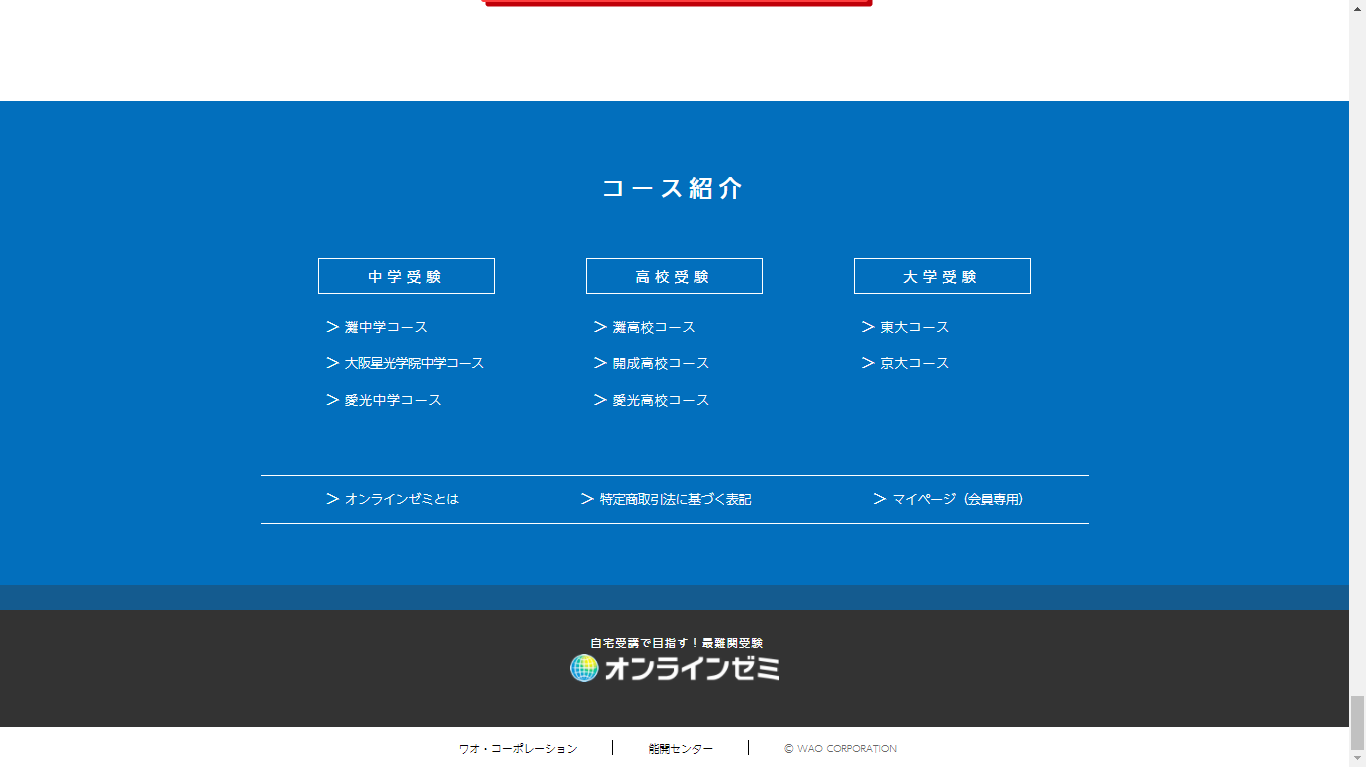 コース紹介
中学受験
＞ 灘中学コース
＞ 大阪星光学院中学コース
＞ 愛光中学コース
高校受験
＞ 灘高校コース
＞ 開成高校コース
＞ 愛光高校コース
大学受験
＞ 東大コース
＞ 京大コース
＞ オンラインゼミとは
＞ 特定商取引法に基づく表記
＞ マイページ（会員専用）
自宅受講で目指す！最難関受験
オンラインゼミ
ワオ・コーポレーション
能開センター
© WAO CORPORATION